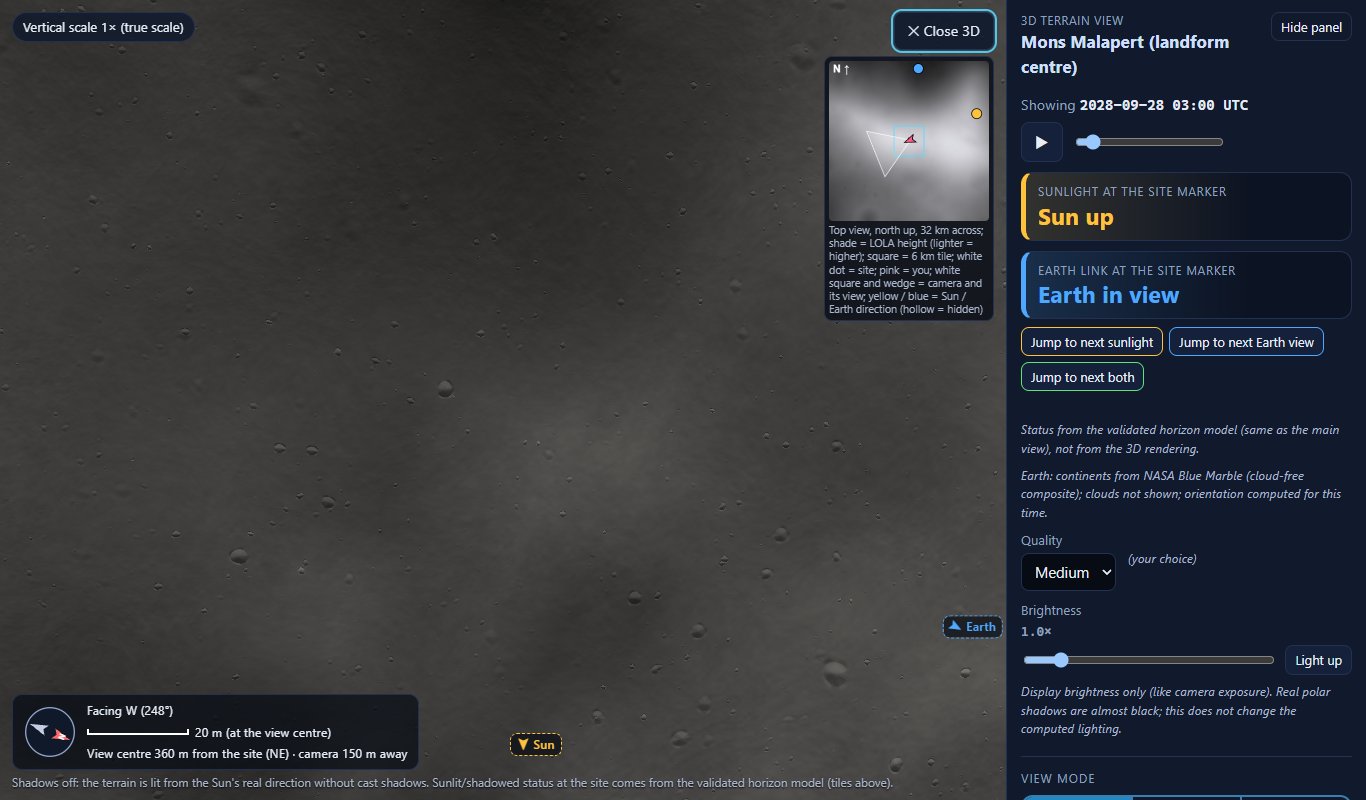 Vertical scale 1× (true scale)
✕ Close 3D
N ↑
Top view, north up, 32 km across;
shade = LOLA height (lighter =
higher); square = 6 km tile; white
dot = site; pink = you; white
square and wedge = camera and
its view; yellow / blue = Sun /
Earth direction (hollow = hidden)
Earth
Sun
Facing W (248°)
20 m (at the view centre)
View centre 360 m from the site (NE) · camera 150 m away
Shadows off: the terrain is lit from the Sun's real direction without cast shadows. Sunlit/shadowed status at the site comes from the validated horizon model (tiles above).
3D TERRAIN VIEW
Mons Malapert (landform
centre)
Hide panel
Showing 2028-09-28 03:00 UTC
SUNLIGHT AT THE SITE MARKER
Sun up
EARTH LINK AT THE SITE MARKER
Earth in view
Jump to next sunlight
Jump to next Earth view
Jump to next both
Status from the validated horizon model (same as the main
view), not from the 3D rendering.
Earth: continents from NASA Blue Marble (cloud-free
composite); clouds not shown; orientation computed for this
time.
Quality
Medium
(your choice)
Brightness
1.0×
Light up
Display brightness only (like camera exposure). Real polar
shadows are almost black; this does not change the
computed lighting.
VIEW MODE